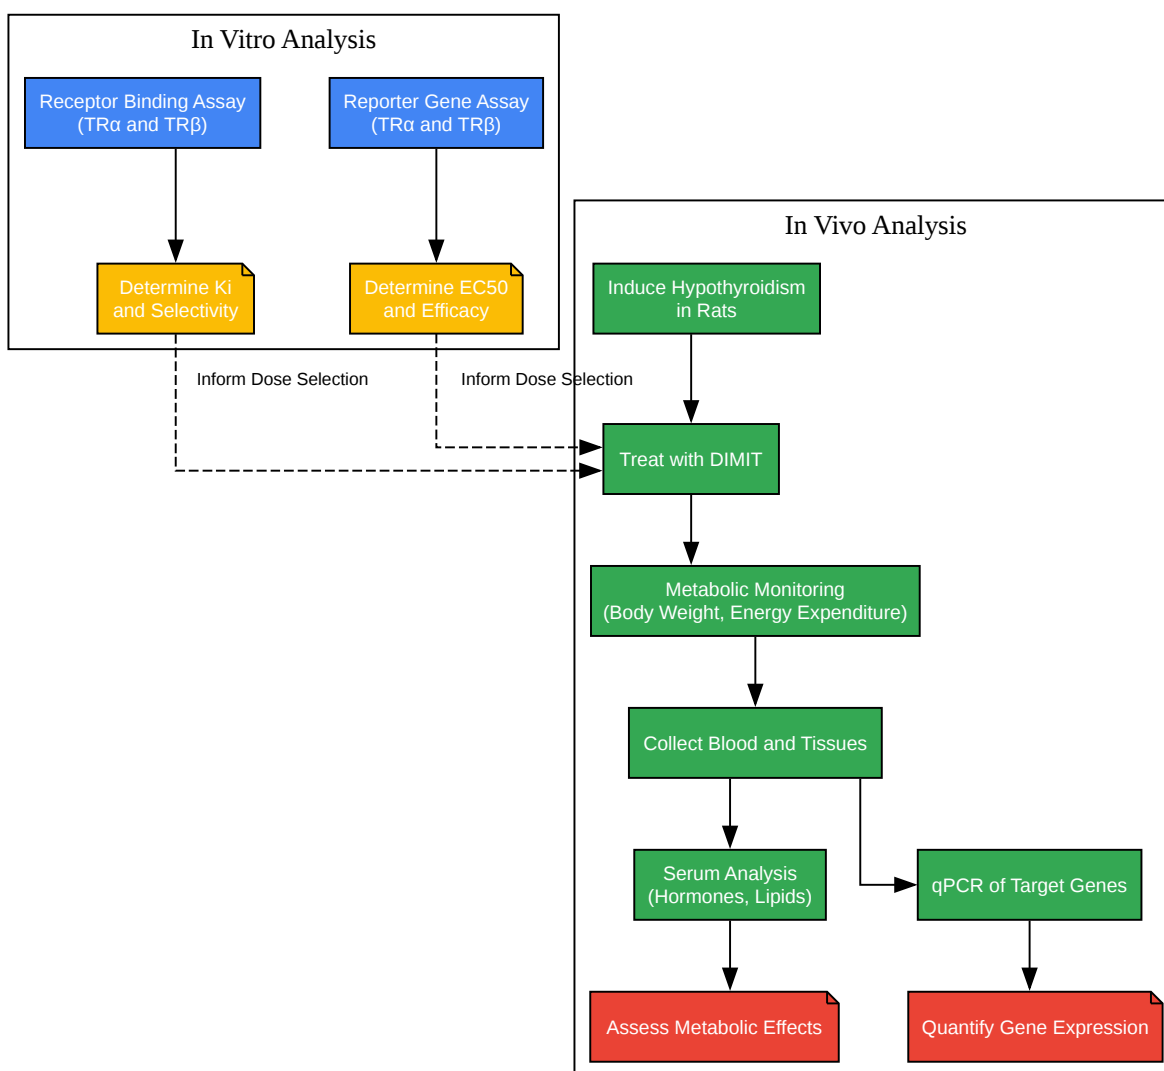 In Vitro Analysis
Receptor Binding Assay
(TRα and TRβ)
Reporter Gene Assay
(TRα and TRβ)
Determine Ki
and Selectivity
Determine EC50
and Efficacy
Inform Dose Selection
Inform Dose Selection
In Vivo Analysis
Induce Hypothyroidism
in Rats
Treat with DIMIT
Metabolic Monitoring
(Body Weight, Energy Expenditure)
Collect Blood and Tissues
Serum Analysis
(Hormones, Lipids)
qPCR of Target Genes
Assess Metabolic Effects
Quantify Gene Expression